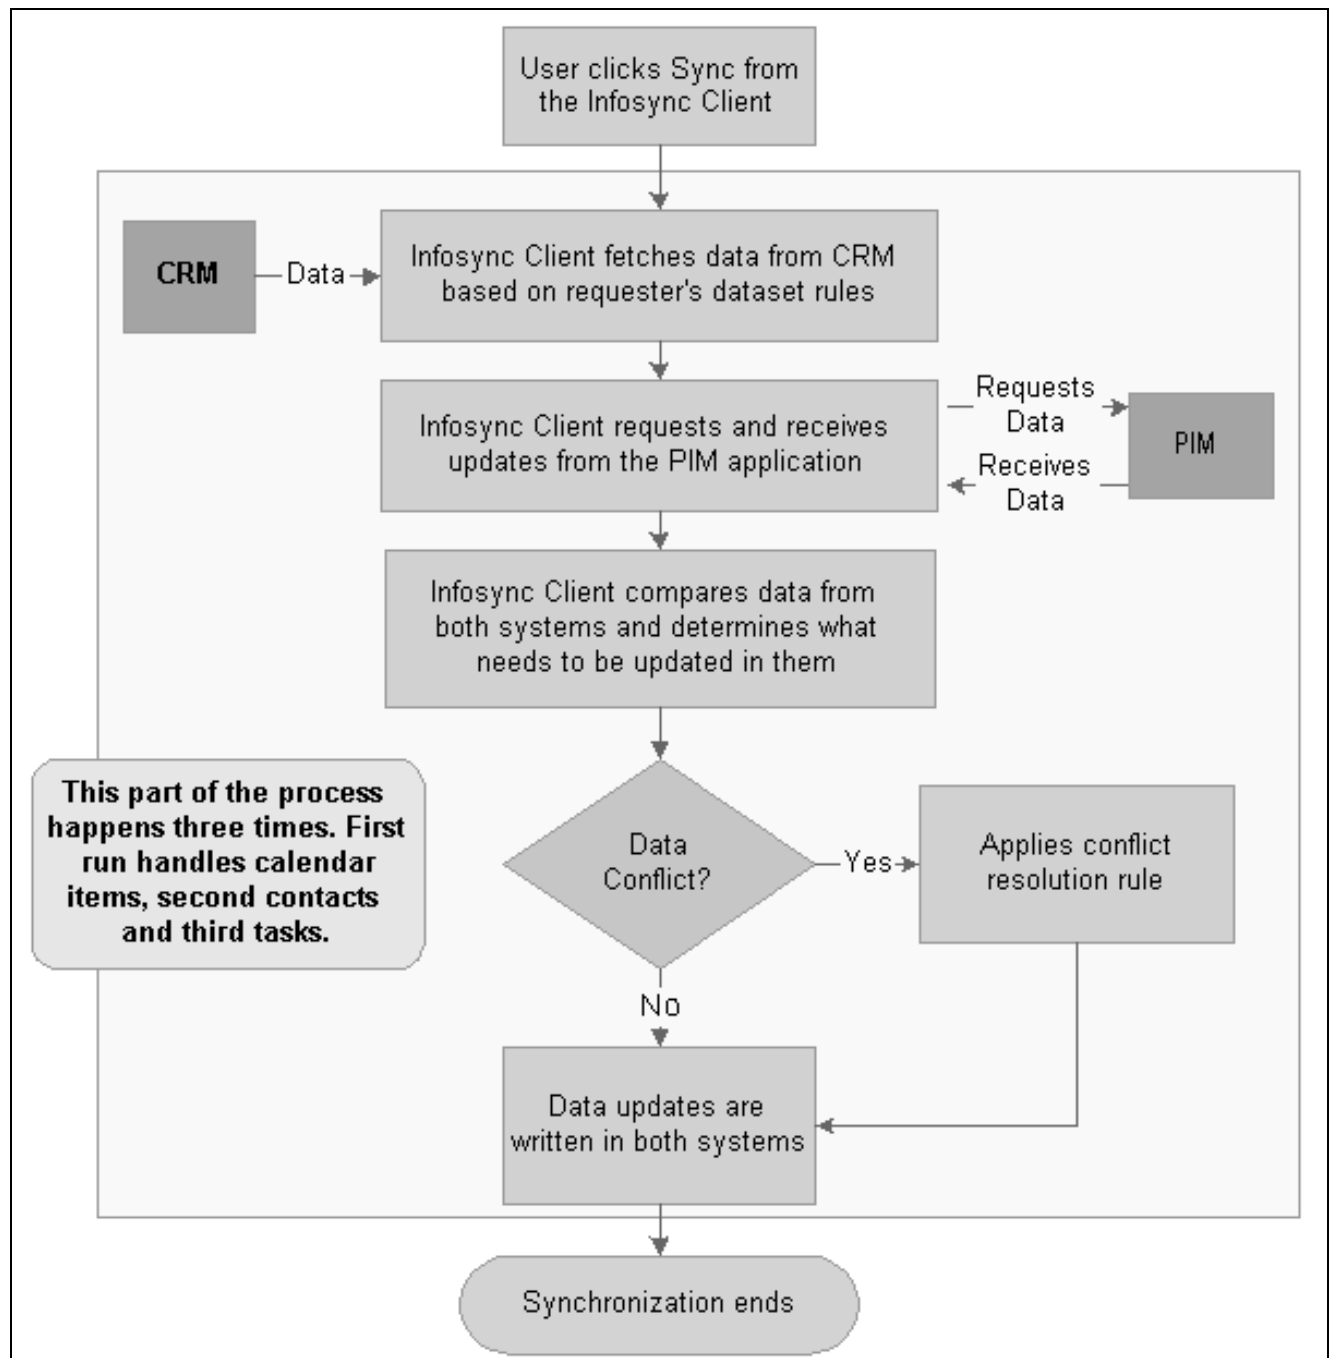 User clicks Sync from
the Infosync Client
CRM
Data
Infosync Client fetches data from CRM
based on requester's dataset rules
Infosync Client requests and receives
updates from the PIM application
Requests
Data
PIM
Receives
Data
Infosync Client compares data from
both systems and determines what
needs to be updated in them
This part of the process
happens three times. First
run handles calendar
items, second contacts
and third tasks.
Data
Conflict?
Yes
Applies conflict
resolution rule
No
Data updates are
written in both systems
Synchronization ends